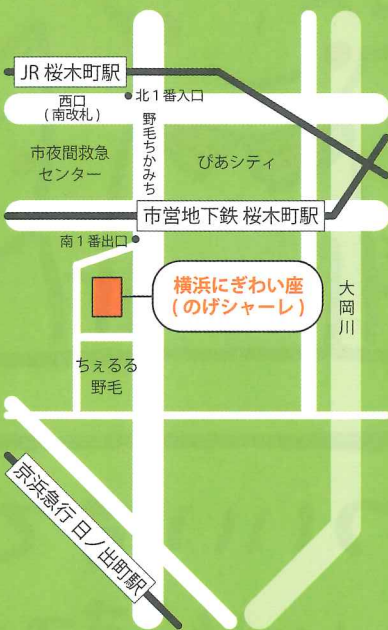 JR 桜木町駅
西口
(南改札)
北1番入口
野毛ちかみち
市夜間救急
センター
ぴあシティ
市営地下鉄 桜木町駅
南1番出口
横浜にぎわい座
(のげシャーレ)
大岡川
ちぇるる
野毛
京浜急行 日ノ出町駅